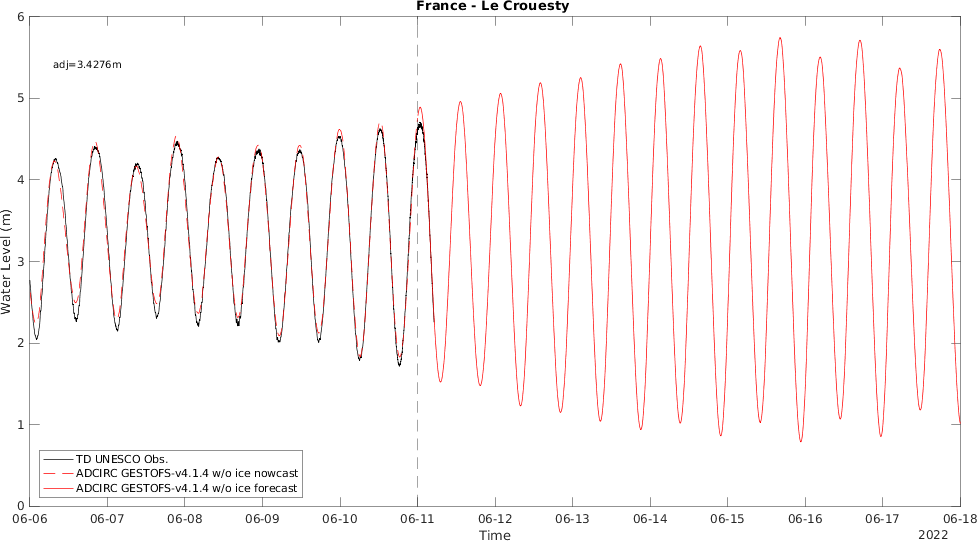 France - Le Crouesty
adj=3.4276m
Water Level (m)
6
5
4
3
2
1
0
TD UNESCO Obs.
ADCIRC GESTOFS-v4.1.4 w/o ice nowcast
ADCIRC GESTOFS-v4.1.4 w/o ice forecast
06-06 06-07 06-08 06-09 06-10 06-11 06-12 06-13 06-14 06-15 06-16 06-17 06-18
Time
2022